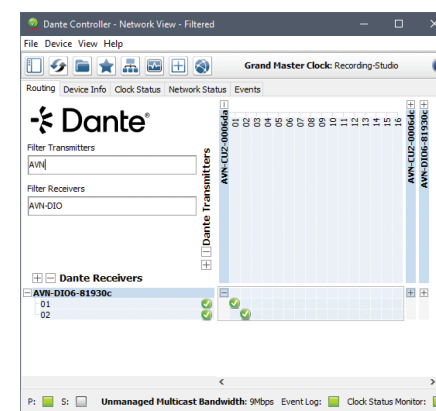 Dante Controller - Network View - Filtered
File Device View Help
Grand Master Clock: Recording-Studio
Routing Device Info Clock Status Network Status Events
Dante®
Filter Transmitters
AVN
Filter Receivers
AVN-DIO
Dante Transmitters
AVN-CU2-0006da
01
02
03
04
05
06
07
08
09
10
11
12
13
14
15
16
AVN-CU2-0006dc
AVN-DIO6-81930c
Dante Receivers
AVN-DIO6-81930c
01
02
P: S: Unmanaged Multicast Bandwidth: 9Mbps Event Log: Clock Status Monitor: